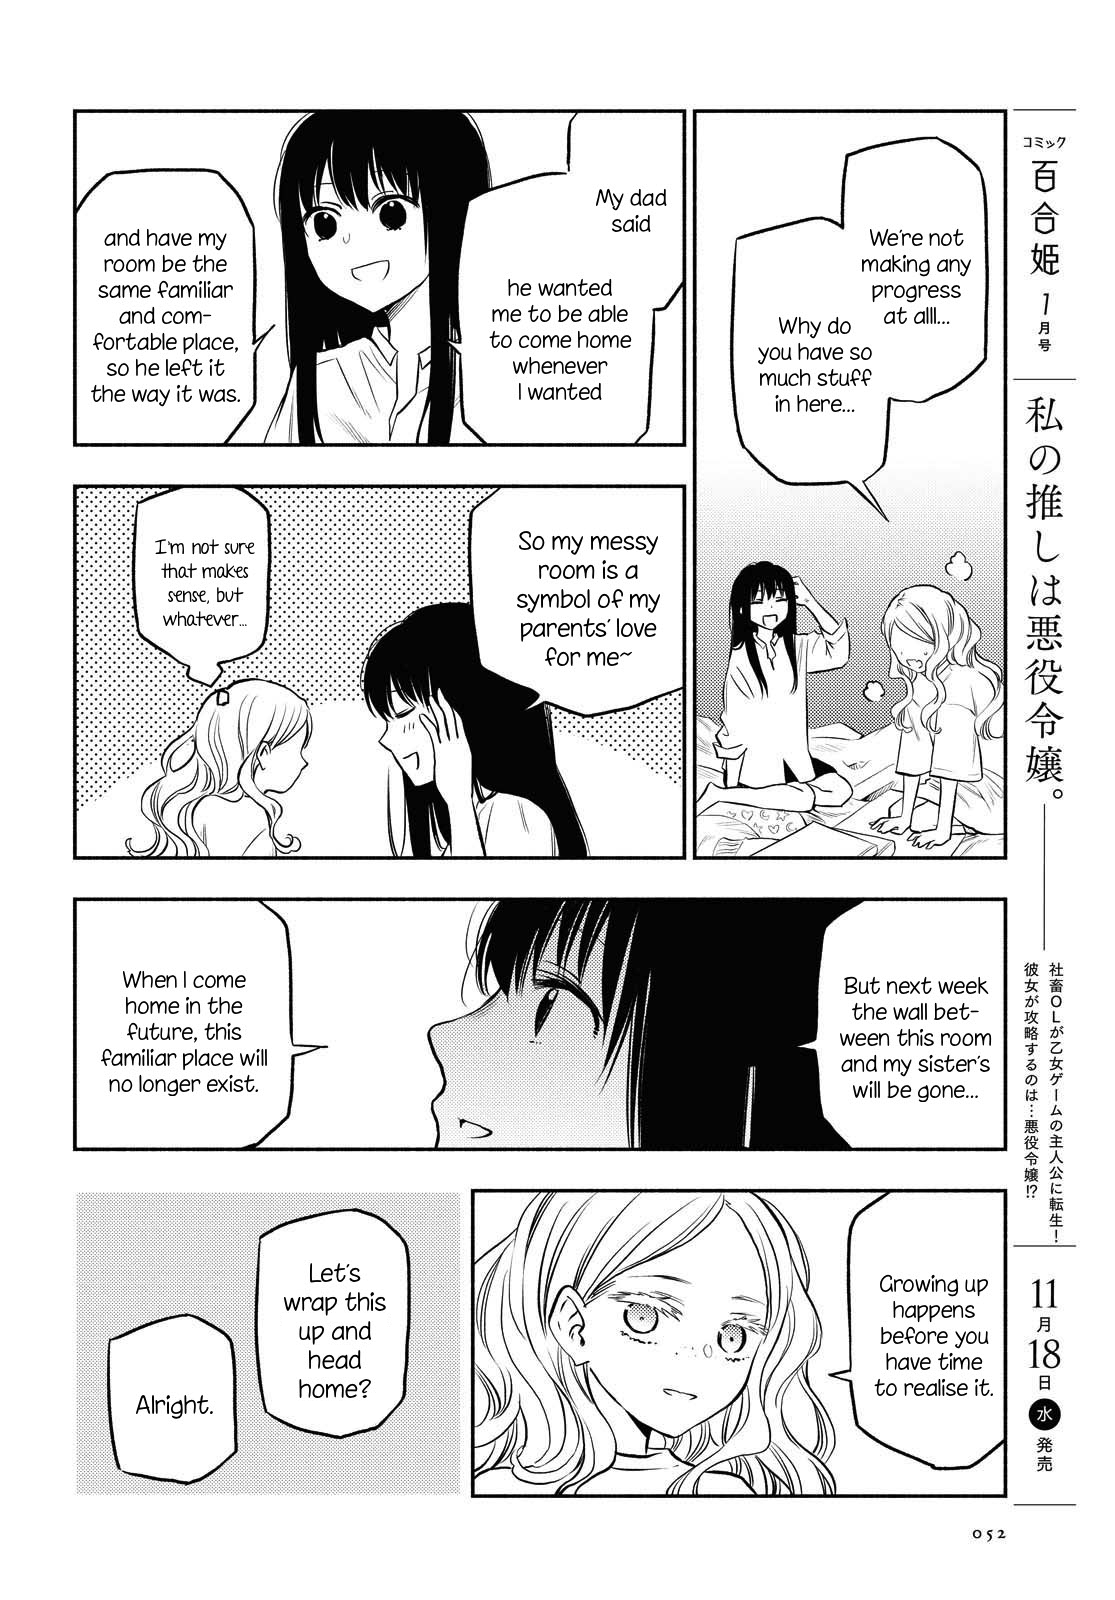 We're not
making any
progress
at alll...
Why do
you have so
much stuff
in here...
My dad
said
he wanted
me to be able
to come home
whenever
I wanted
and have my
room be the
same familiar
and com-
fortable place,
so he left it
the way it was.
So my messy
room is a
symbol of my
parents' love
for me~
I'm not sure
that makes
sense, but
whatever...
But next week
the wall bet-
ween this room
and my sister's
will be gone...
When I come
home in the
future, this
familiar place will
no longer exist.
Growing up
happens
before you
have time
to realise it.
Let's
wrap this
up and
head
home?
Alright.
コミック
百合姫
1月号
私の推しは悪役令嬢。
社畜OLが乙女ゲームの主人公に転生!
彼女が攻略するのは…悪役令嬢!?
11月18日水発売
052